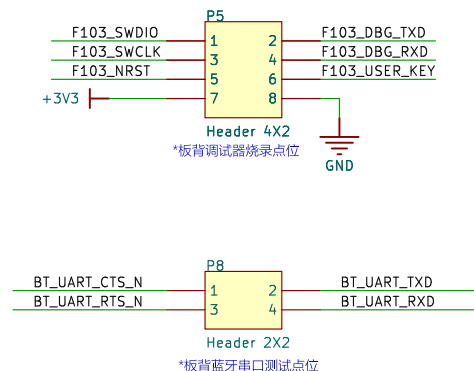 P5
F103_SWDIO 1 2 F103_DBG_TXD
F103_SWCLK 3 4 F103_DBG_RXD
F103_NRST 5 6 F103_USER_KEY
+3V3 7 8
Header 4X2
*板背调试器烧录点位
GND
P8
BT_UART_CTS_N 1 2 BT_UART_TXD
BT_UART_RTS_N 3 4 BT_UART_RXD
Header 2X2
*板背蓝牙串口测试点位